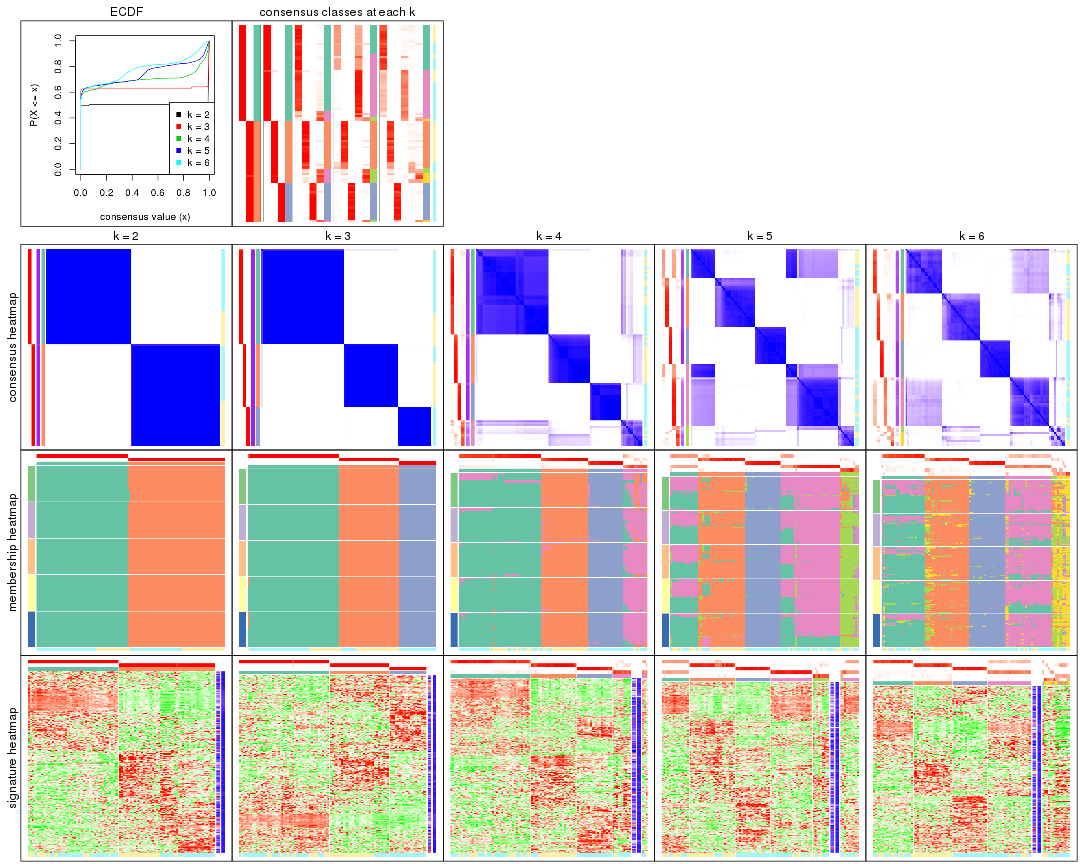 ECDF
consensus classes at each k
P(X <= x)
0.0 0.2 0.4 0.6 0.8 1.0
k = 2
k = 3
k = 4
k = 5
k = 6
0.0 0.2 0.4 0.6 0.8 1.0
consensus value (x)
k = 2
k = 3
k = 4
k = 5
k = 6
consensus heatmap
membership heatmap
signature heatmap